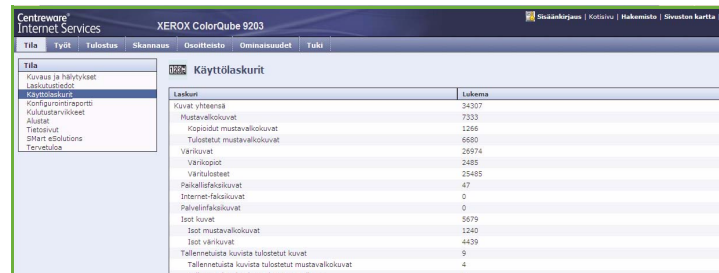 Centreware®
Internet Services
XEROX ColorQube 9203
Sisäänkirjaus | Kotisivu | Hakemisto | Sivuston kartta |
Tila Työt Tulostus Skannaus Osoitteisto Ominaisuudet Tuki
Tila
Kuvaus ja hälytykset
Laskutustiedot
Käyttölaskurit
Konfigurointiraportti
Kulutustarvikkeet
Alustat
Tietosivut
SMart eSolutions
Tervetuloa
Käyttölaskurit
Laskuri Lukema
Kuvat yhteensä 34307
Mustavalkokuvat 7333
Kopioidut mustavalkokuvat 1266
Tulostetut mustavalkokuvat 6680
Värikuvat 26974
Värikopiot 2485
Väritulosteet 25485
Paikallisfaksikuvat 47
Internet-faksikuvat 0
Palvelinfaksikuvat 0
Isot kuvat 5679
Isot mustavalkokuvat 1240
Isot värikuvat 4439
Tallennetuista kuvista tulostetut kuvat 9
Tallennetuista kuvista tulostetut mustavalkokuvat 4